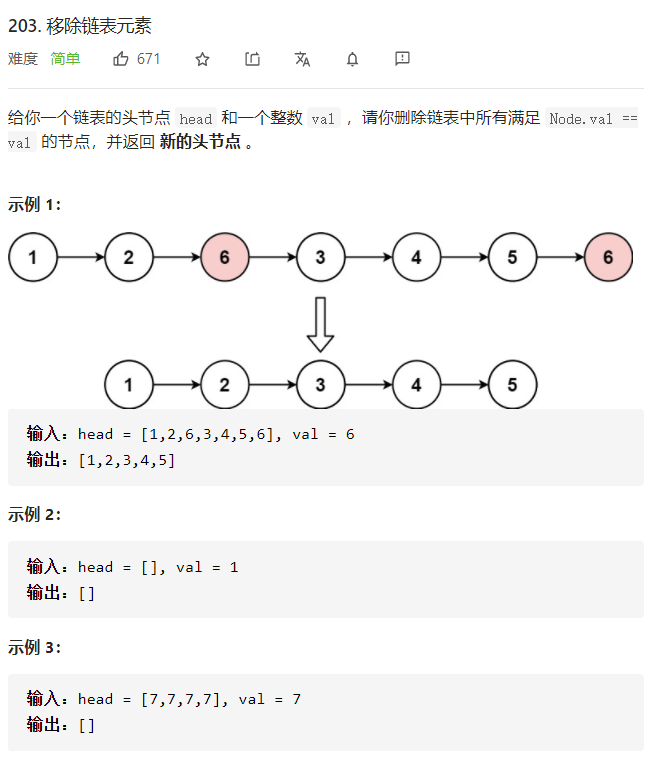 203. 移除链表元素
难度 简单 671
给你一个链表的头节点 head 和一个整数 val ，请你删除链表中所有满足 Node.val ==
val 的节点，并返回 新的头节点 。
示例 1：
1 2 6 3 4 5 6
1 2 3 4 5
输入：head = [1,2,6,3,4,5,6], val = 6
输出：[1,2,3,4,5]
示例 2：
输入：head = [], val = 1
输出：[]
示例 3：
输入：head = [7,7,7,7], val = 7
输出：[]